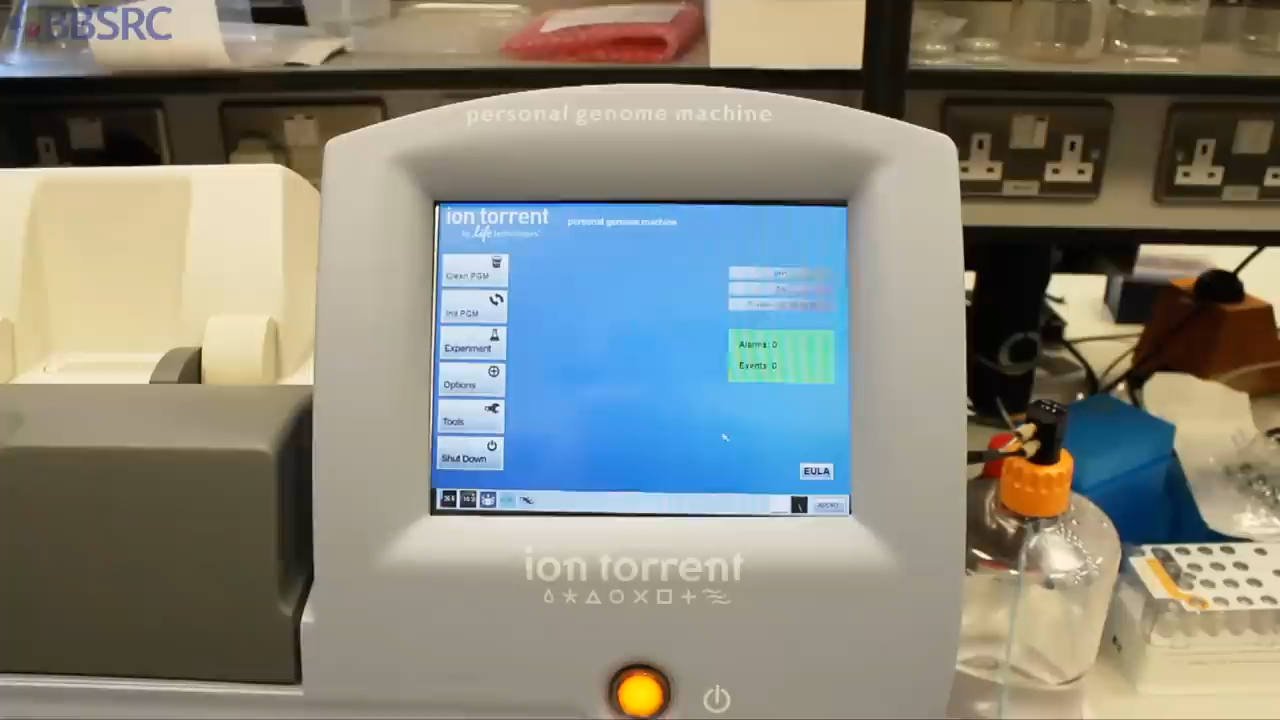 BBSRC
personal genome machine
ion torrent
by Life technologies
personal genome machine
Clean PGM
Init PGM
Experiment
Options
Tools
Shut Down
Alarms: 0
Events: 0
EULA
ion torrent